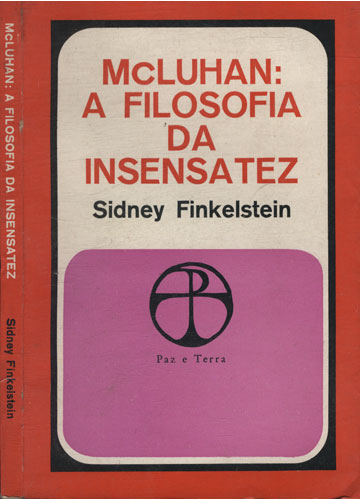 McLUHAN: A FILOSOFIA DA INSENSATEZ Sidney Finkelstein
McLUHAN:
A FILOSOFIA
DA
INSENSATEZ
Sidney Finkelstein
Paz e Terra